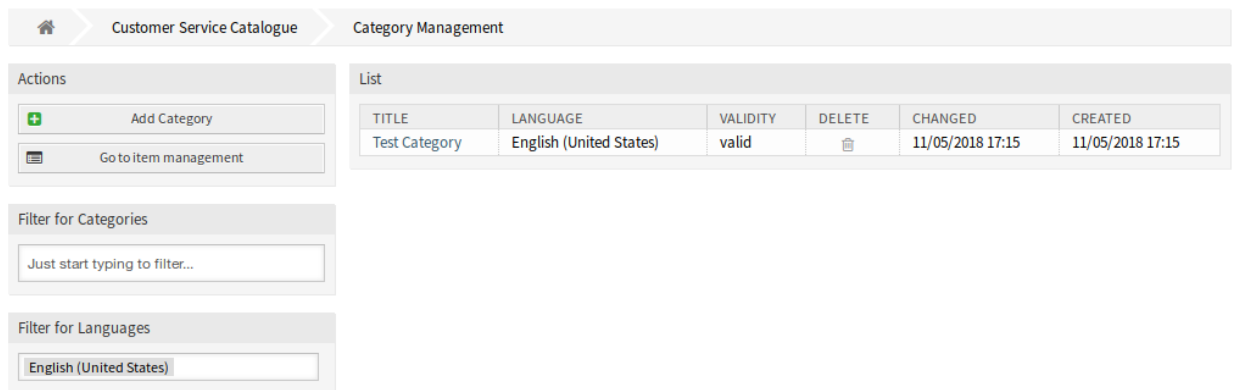 Customer Service Catalogue Category Management
Actions
Add Category
Go to item management
Filter for Categories
Just start typing to filter...
Filter for Languages
English (United States)
List
TITLE LANGUAGE VALIDITY DELETE CHANGED CREATED
Test Category English (United States) valid 11/05/2018 17:15 11/05/2018 17:15